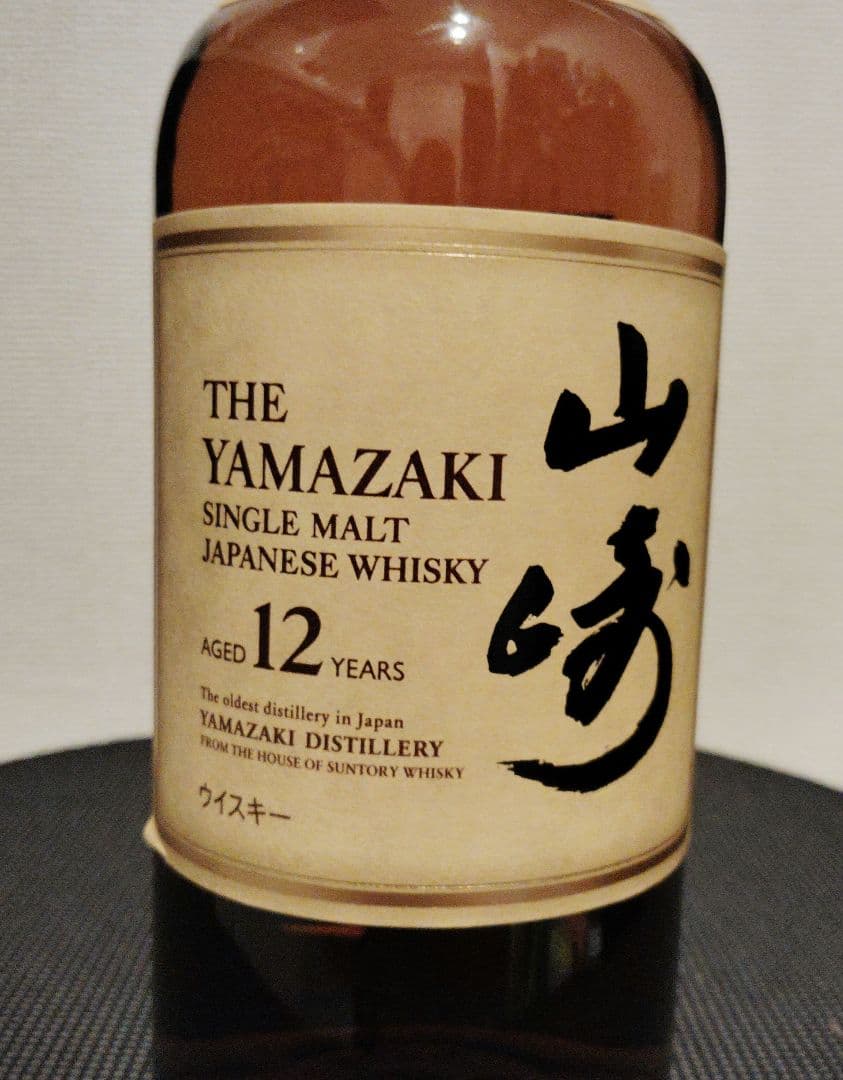 THE
YAMAZAKI
SINGLE MALT
JAPANESE WHISKY
AGED 12 YEARS
The oldest distillery in Japan
YAMAZAKI DISTILLERY
FROM THE HOUSE OF SUNTORY WHISKY
ウイスキー
山崎